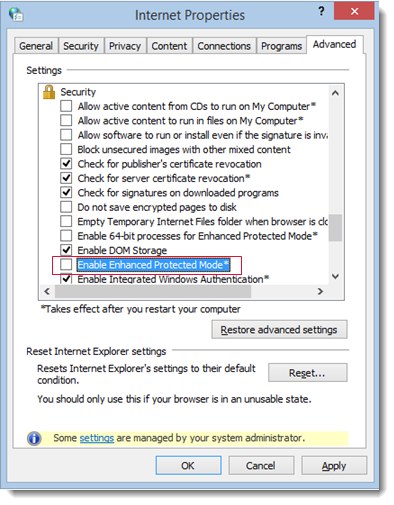 Internet Properties
? ×
General Security Privacy Content Connections Programs Advanced
Settings
Security
Allow active content from CDs to run on My Computer*
Allow active content to run in files on My Computer*
Allow software to run or install even if the signature is inva
Block unsecured images with other mixed content
Check for publisher's certificate revocation
Check for server certificate revocation*
Check for signatures on downloaded programs
Do not save encrypted pages to disk
Empty Temporary Internet Files folder when browser is clo
Enable 64-bit processes for Enhanced Protected Mode*
Enable DOM Storage
Enable Enhanced Protected Mode*
Enable Integrated Windows Authentication*
*Takes effect after you restart your computer
Restore advanced settings
Reset Internet Explorer settings
Resets Internet Explorer's settings to their default
condition.
Reset...
You should only use this if your browser is in an unusable state.
Some settings are managed by your system administrator.
OK Cancel Apply